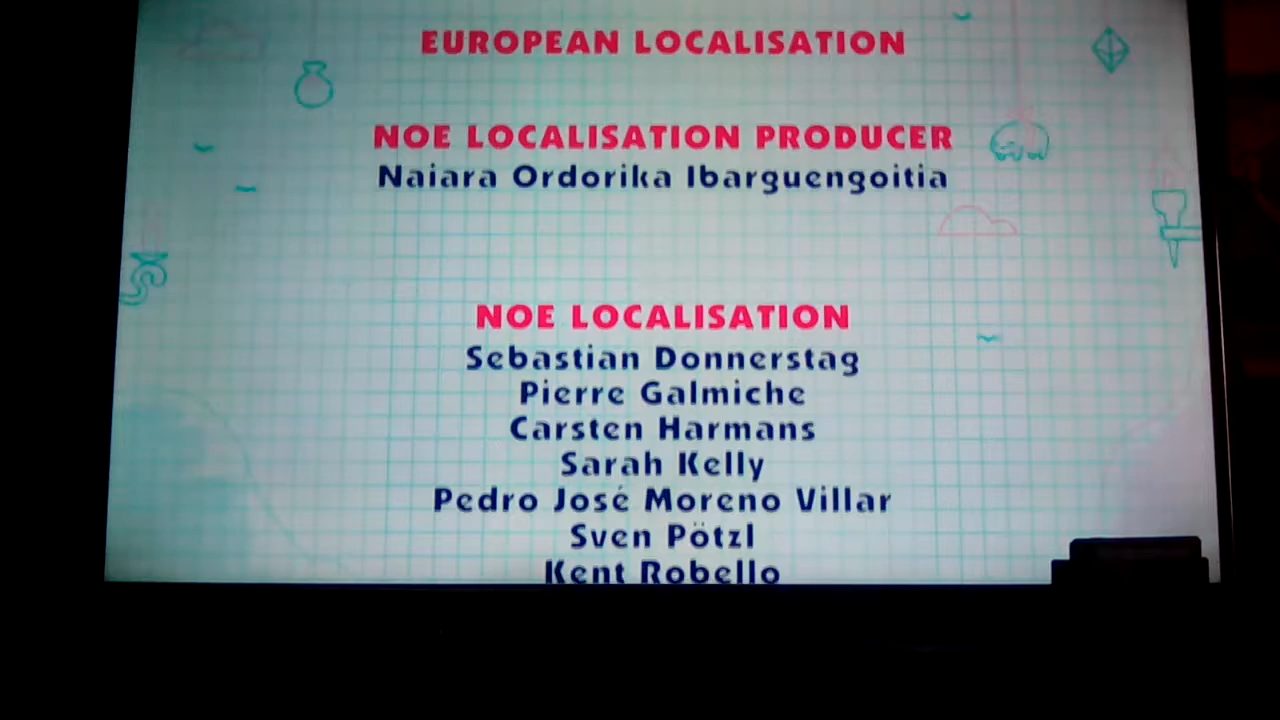 EUROPEAN LOCALISATION
NOE LOCALISATION PRODUCER
Naiara Ordorika Ibarguengoitia
NOE LOCALISATION
Sebastian Donnerstag
Pierre Galmiche
Carsten Harmans
Sarah Kelly
Pedro José Moreno Villar
Sven Pötzl
Kent Robello